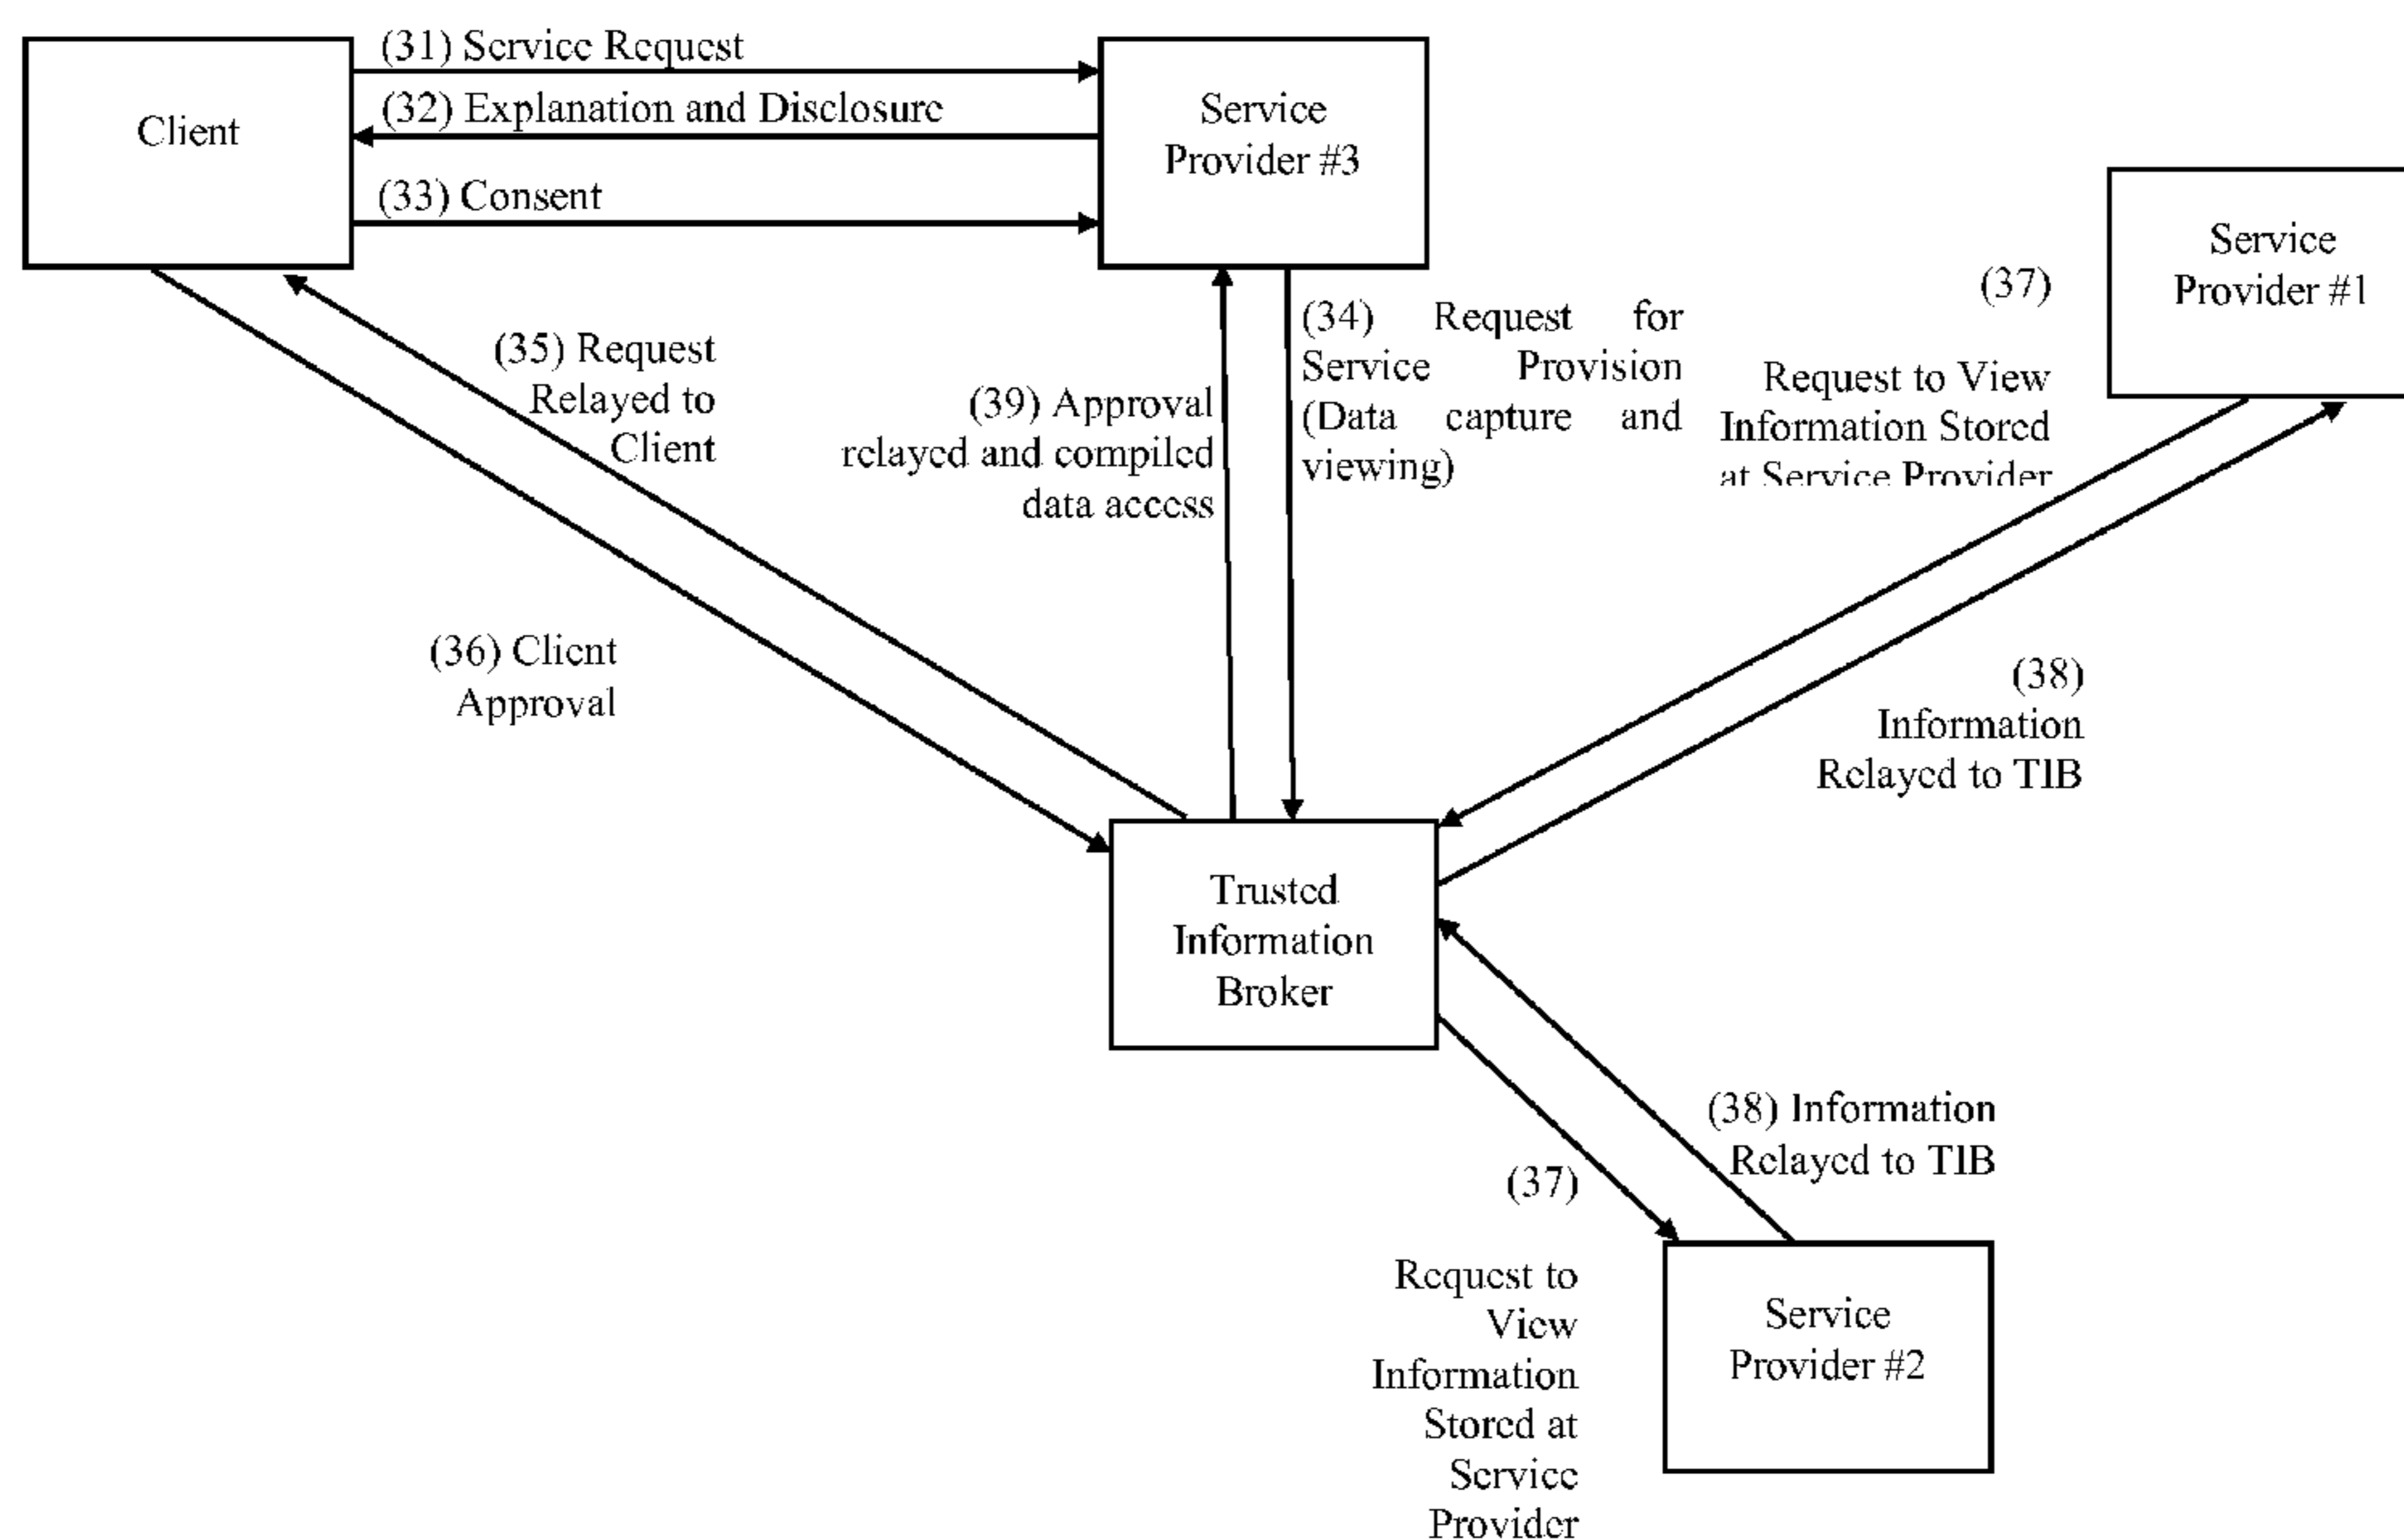 (31) Service Request
(32) Explanation and Disclosure
(33) Consent
Client
Service
Provider #3
Service
Provider #1
(35) Request
Relayed to
Client
(39) Approval
relayed and compiled
data access
(34) Request for
Service Provision
(Data capture and
viewing)
(37)
Request to View
Information Stored
at Service Provider
(36) Client
Approval
(38)
Information
Relayed to TIB
Trusted
Information
Broker
(38) Information
Relayed to TIB
(37)
Request to
View
Information
Stored at
Service
Provider
Service
Provider #2